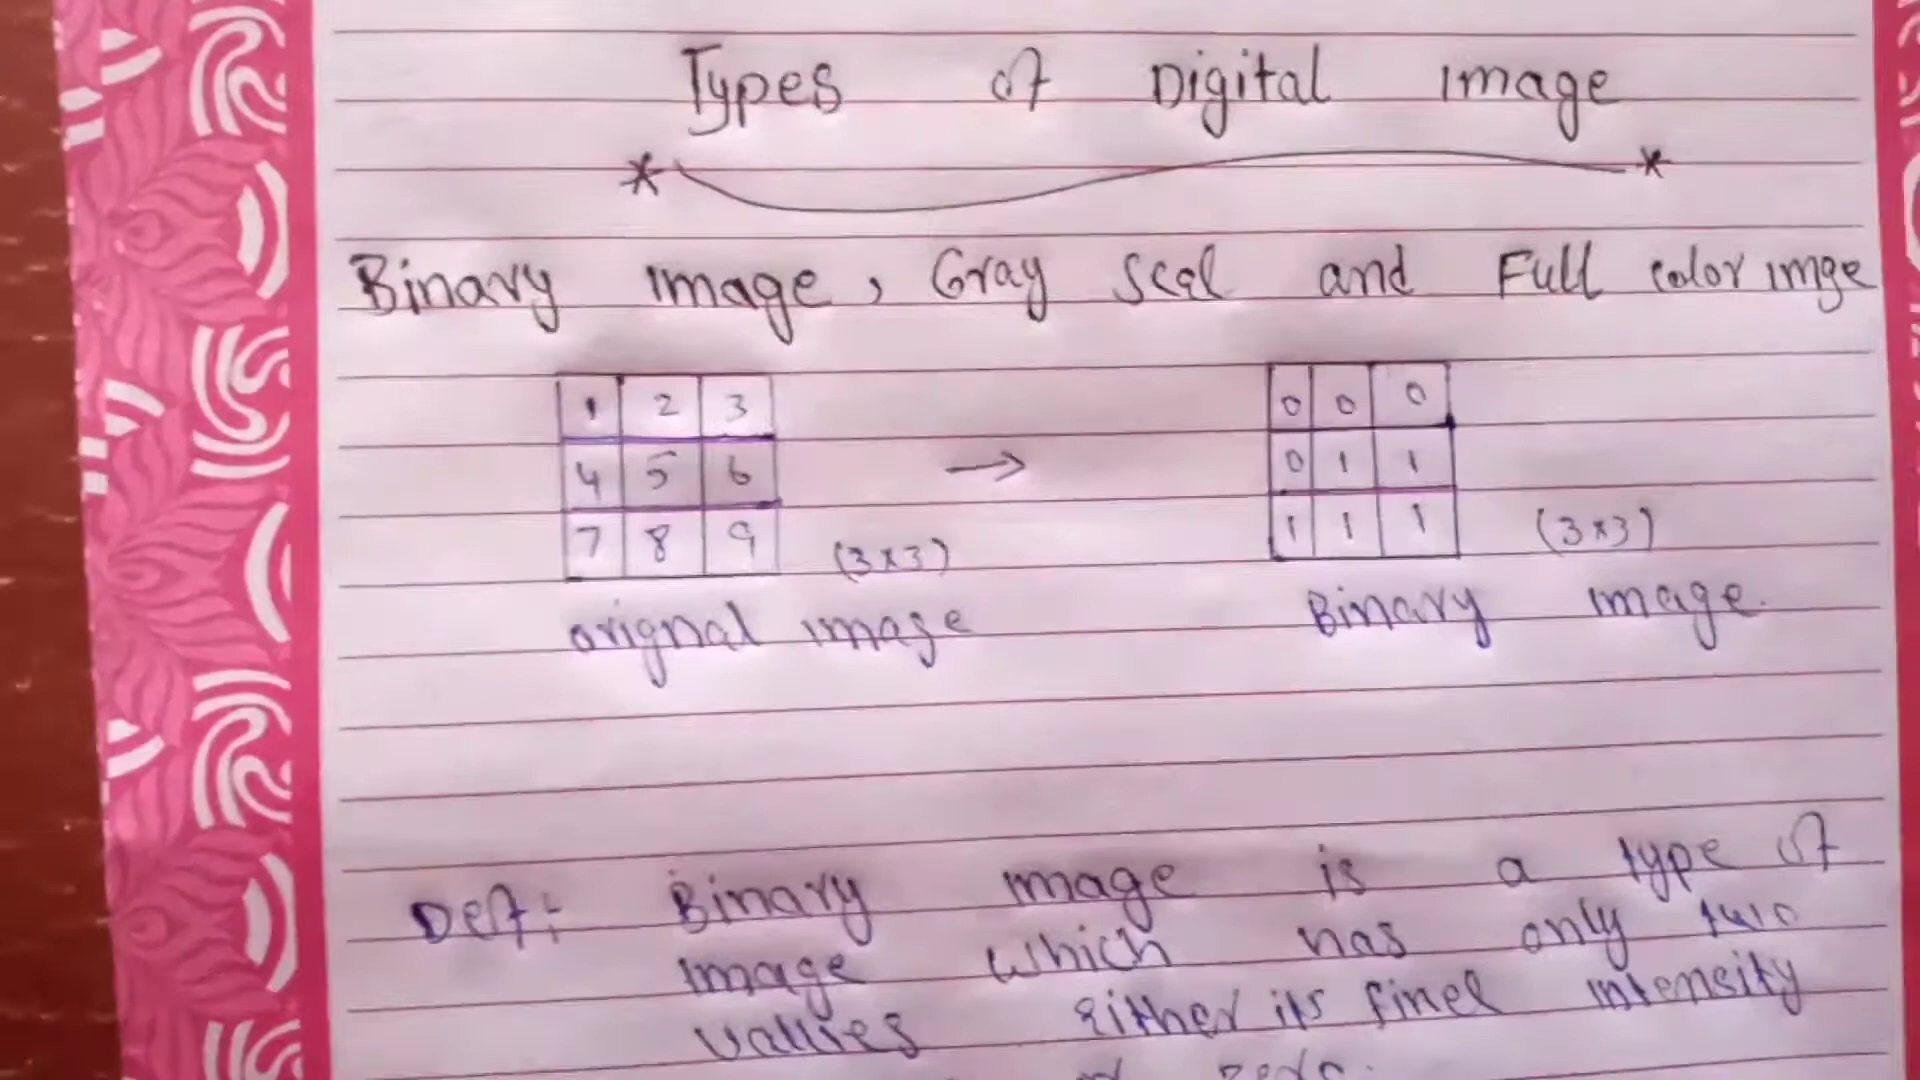 Types of Digital Image
Binary Image, Gray Scal and Full color imge
1 2 3
4 5 6
7 8 9
(3x3)
orignal image
→
0 0 0
0 1 1
1 1 1
(3x3)
Binary image.
Def:- Binary image is a type of
image which has only two
values Either its finel intensity
zero.